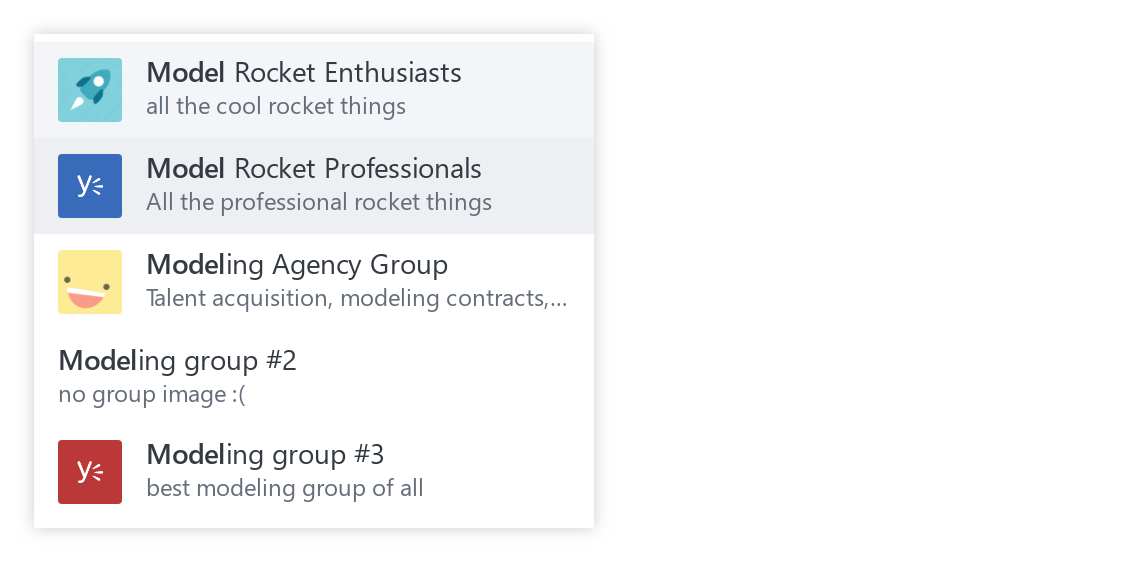 Model Rocket Enthusiasts
all the cool rocket things
Model Rocket Professionals
All the professional rocket things
Modeling Agency Group
Talent acquisition, modeling contracts,...
Modeling group #2
no group image :(
Modeling group #3
best modeling group of all